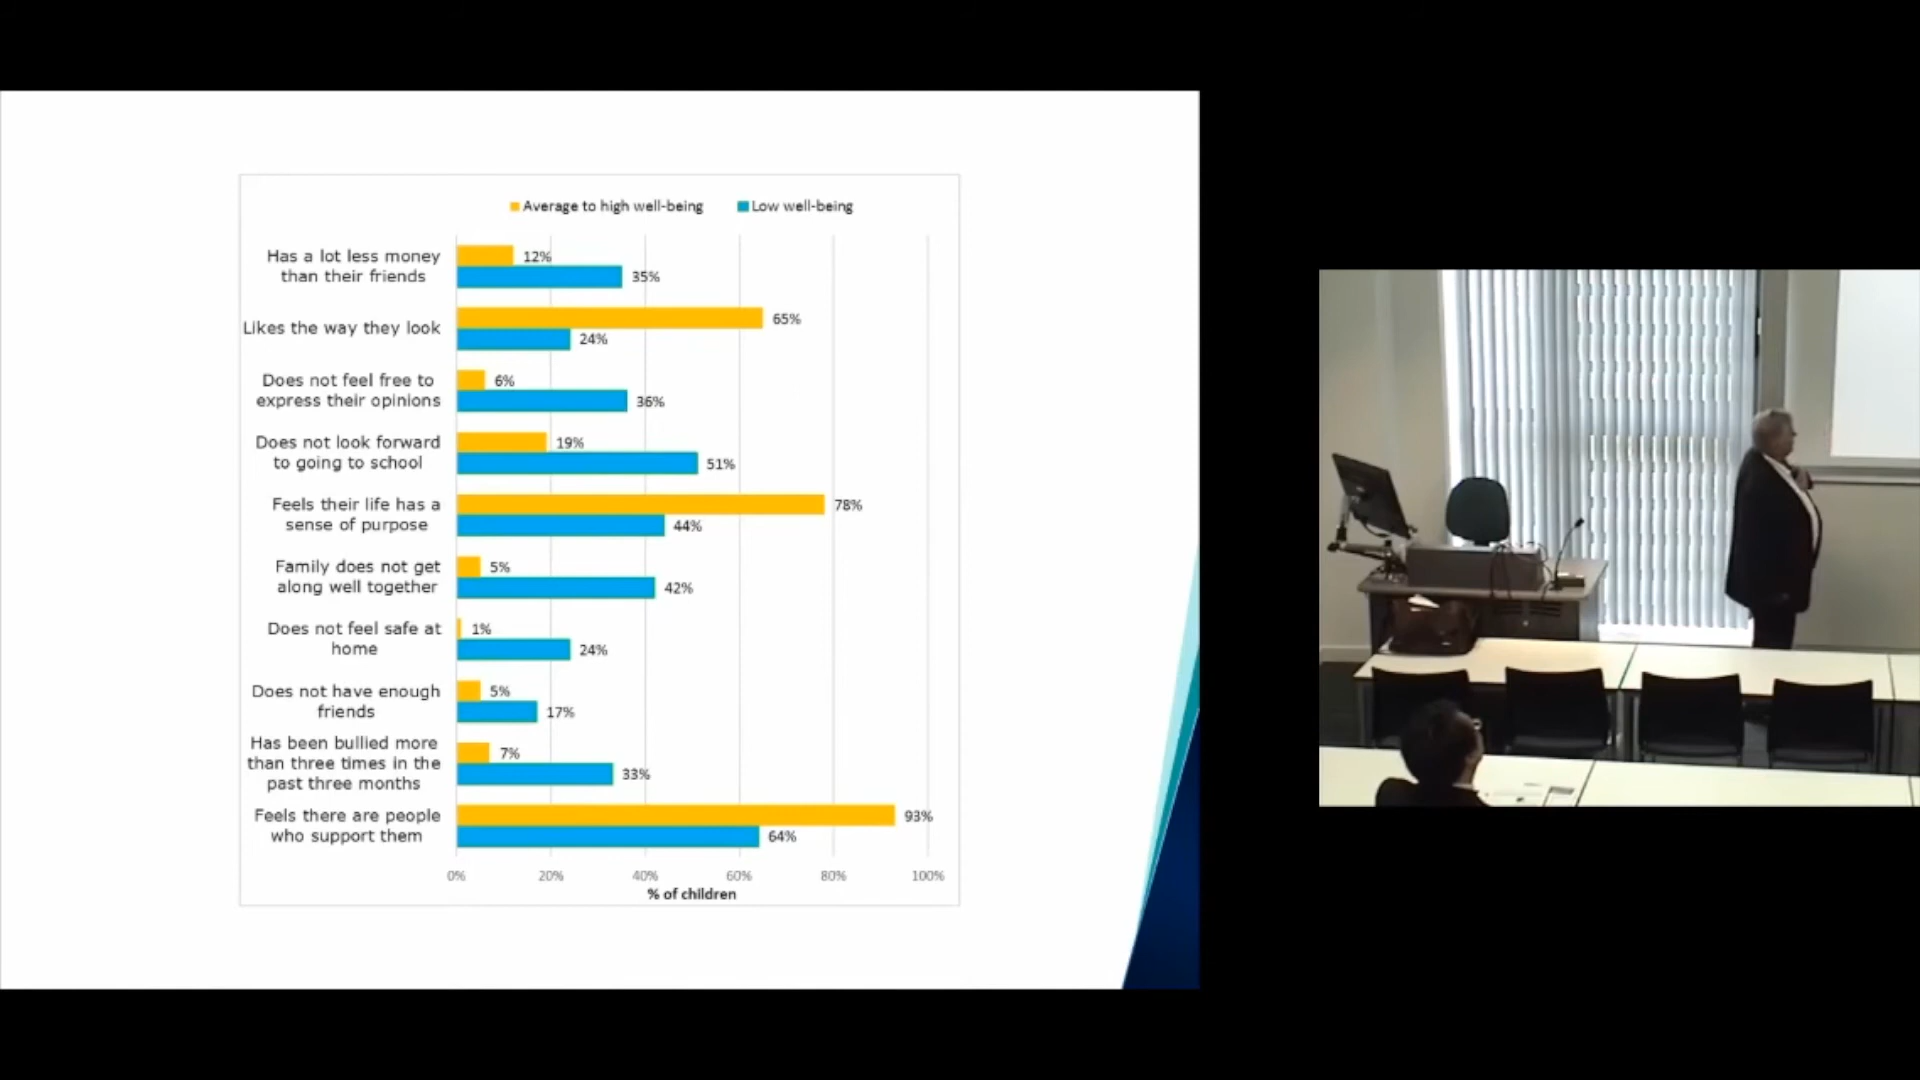 Average to high well-being
Low well-being
Has a lot less money
than their friends
12%
35%
Likes the way they look
65%
24%
Does not feel free to
express their opinions
6%
36%
Does not look forward
to going to school
19%
51%
Feels their life has a
sense of purpose
78%
44%
Family does not get
along well together
5%
42%
Does not feel safe at
home
1%
24%
Does not have enough
friends
5%
17%
Has been bullied more
than three times in the
past three months
7%
33%
Feels there are people
who support them
93%
64%
0% 20% 40% 60% 80% 100%
% of children